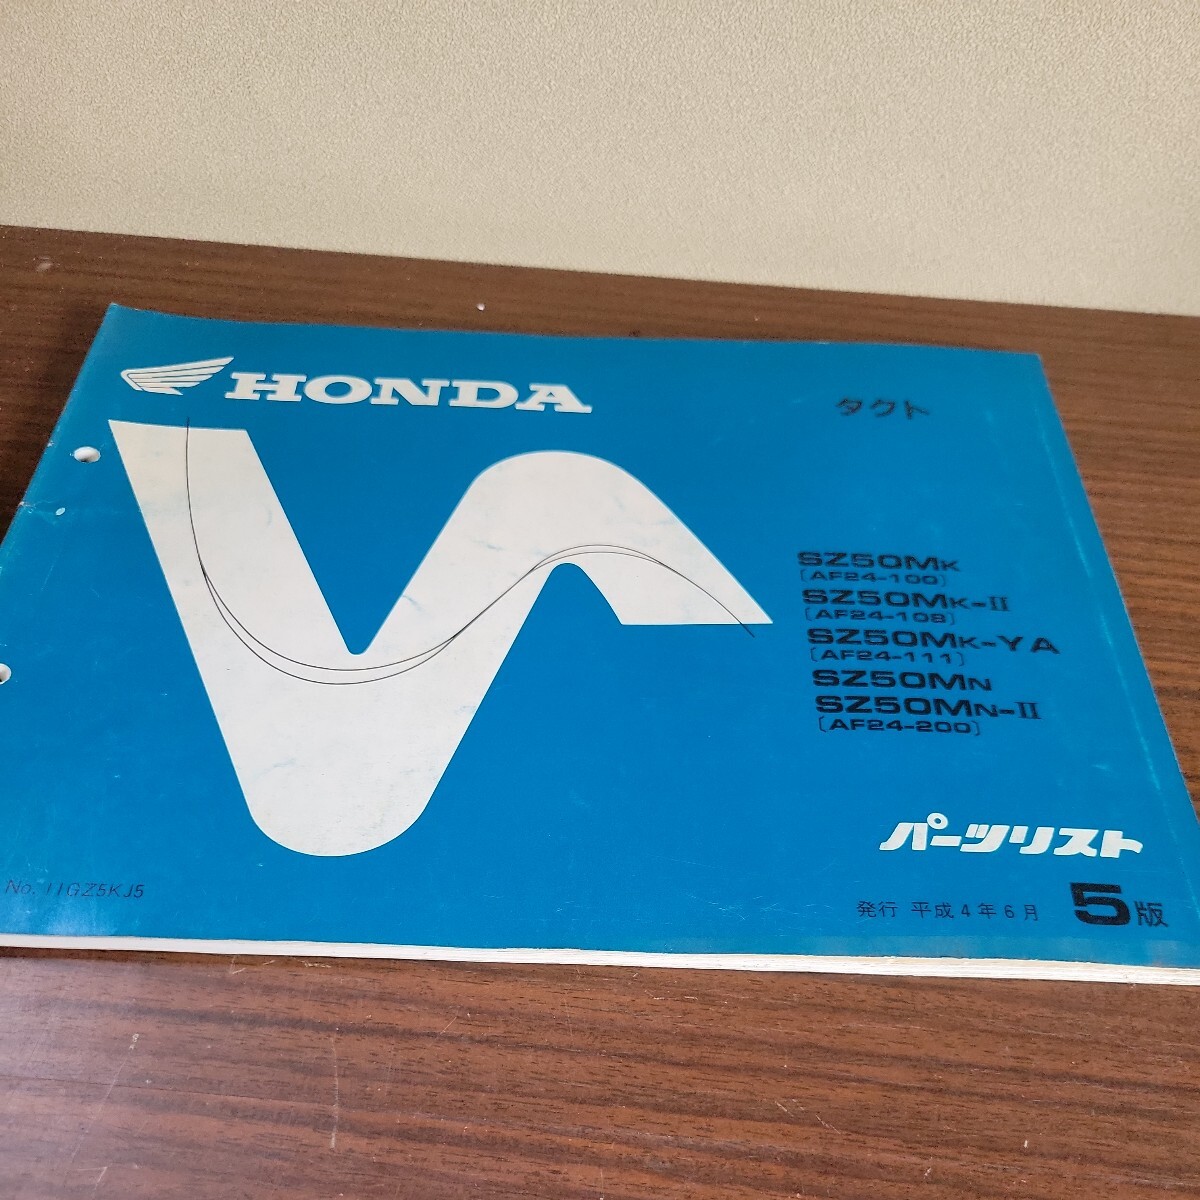 HONDA
タクト
SZ50MK
[AF24-100]
SZ50MK-II
[AF24-108]
SZ50MK-YA
[AF24-111]
SZ50MN
SZ50MN-II
[AF24-200]
パーツリスト
No. 11GZ5KJ5
発行 平成4年6月 5版